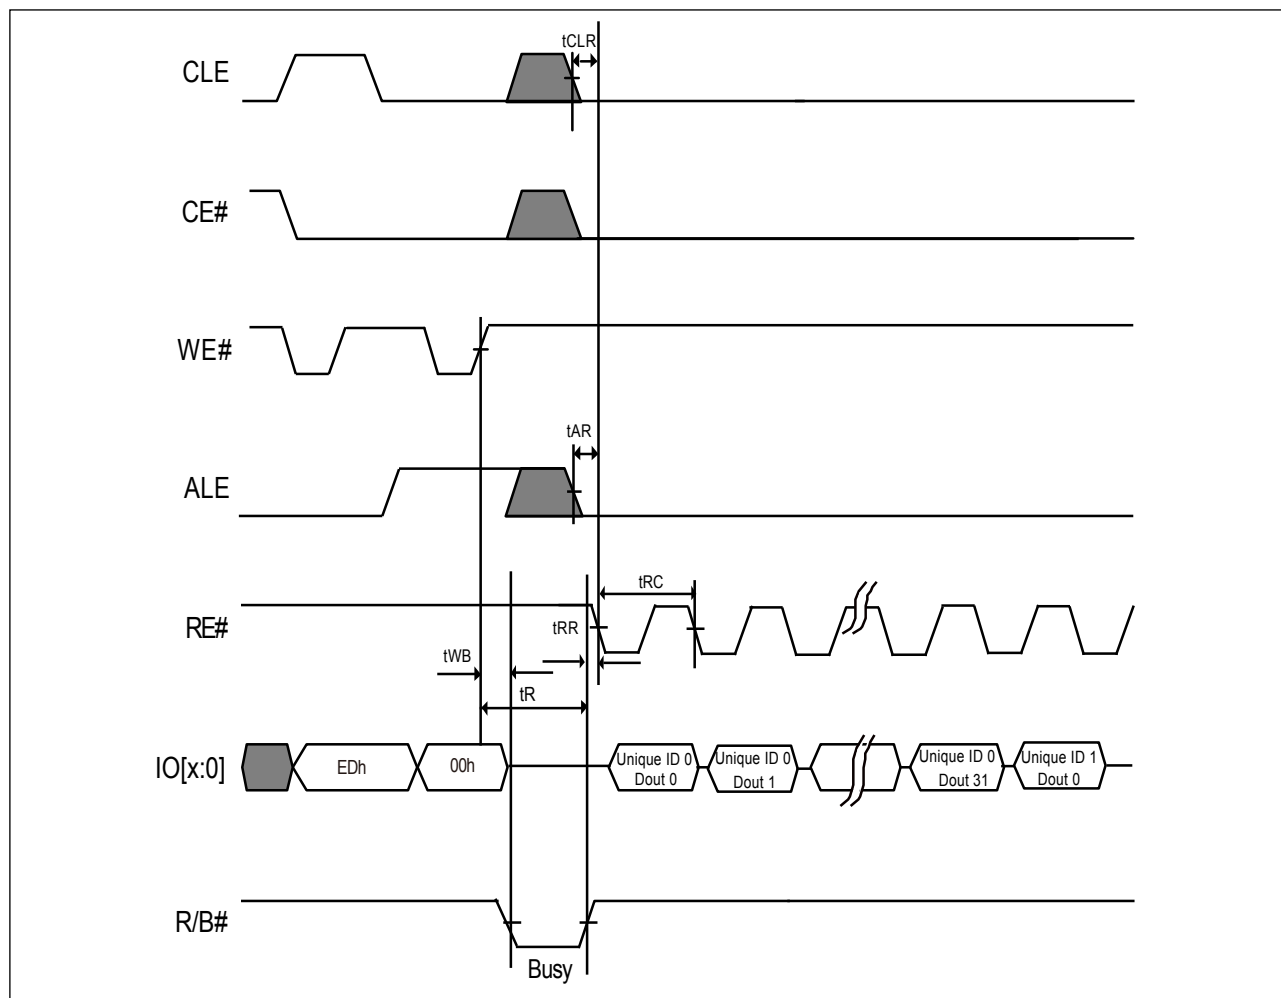 tCLR
CLE
CE#
WE#
tAR
ALE
tRC
RE#
tRR
tWB
tR
IO[x:0]
EDh
00h
Unique ID 0
Dout 0
Unique ID 0
Dout 1
Unique ID 0
Dout 31
Unique ID 1
Dout 0
R/B#
Busy